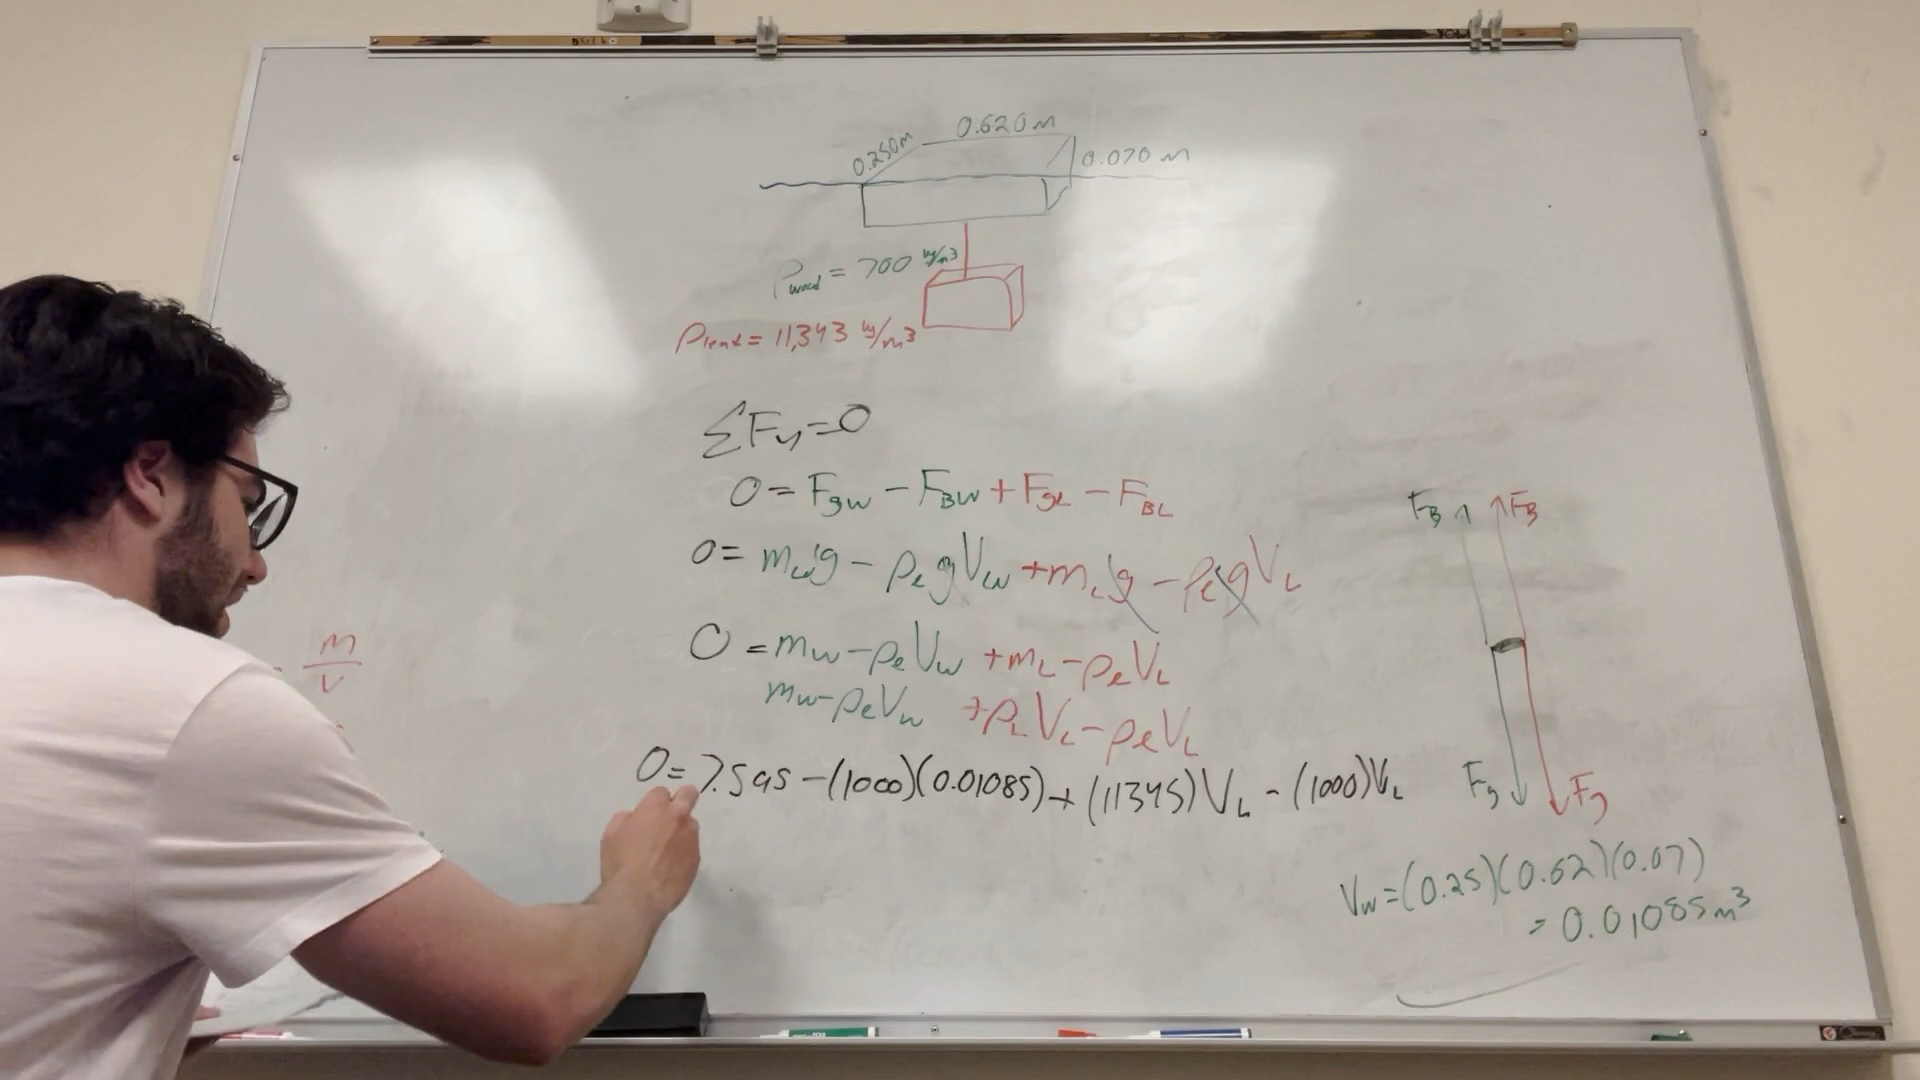 0.620m
0.250m
0.070 m
ρwood = 700 kg/m3
ρlead = 11,343 kg/m3
ΣFy=0
0= Fgw - FBW + FgL - FBL
0= mwg - ρegVw +mLg - ρegVL
0 =mw-ρeVw +mL-ρeVL
mw-ρeVw +ρLVL-ρeVL
0= 7.595 -(1000)(0.01085)+(11345)VL - (1000)VL
m
v
FB FB
Fg Fg
Vw=(0.25)(0.62)(0.07)
= 0.01085m3